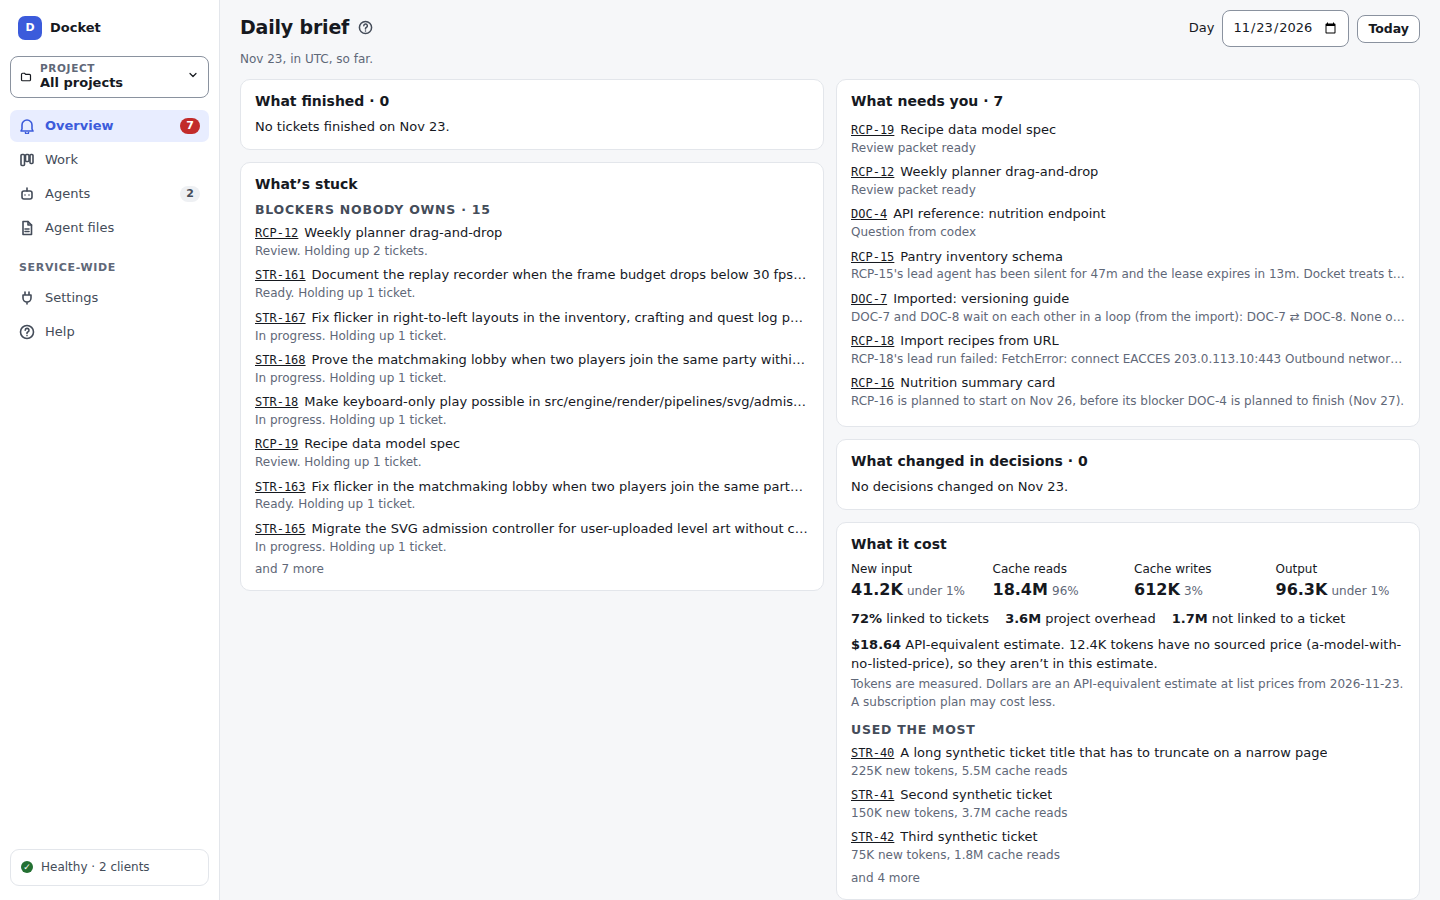 D Docket
PROJECT
All projects
Overview 7
Work
Agents 2
Agent files
SERVICE-WIDE
Settings
Help
Healthy · 2 clients
Daily brief
Day 11/23/2026 Today
Nov 23, in UTC, so far.
What finished · 0
No tickets finished on Nov 23.
What’s stuck
BLOCKERS NOBODY OWNS · 15
RCP-12 Weekly planner drag-and-drop
Review. Holding up 2 tickets.
STR-161 Document the replay recorder when the frame budget drops below 30 fps…
Ready. Holding up 1 ticket.
STR-167 Fix flicker in right-to-left layouts in the inventory, crafting and quest log p…
In progress. Holding up 1 ticket.
STR-168 Prove the matchmaking lobby when two players join the same party withi…
In progress. Holding up 1 ticket.
STR-18 Make keyboard-only play possible in src/engine/render/pipelines/svg/admis…
In progress. Holding up 1 ticket.
RCP-19 Recipe data model spec
Review. Holding up 1 ticket.
STR-163 Fix flicker in the matchmaking lobby when two players join the same part…
Ready. Holding up 1 ticket.
STR-165 Migrate the SVG admission controller for user-uploaded level art without c…
In progress. Holding up 1 ticket.
and 7 more
What needs you · 7
RCP-19 Recipe data model spec
Review packet ready
RCP-12 Weekly planner drag-and-drop
Review packet ready
DOC-4 API reference: nutrition endpoint
Question from codex
RCP-15 Pantry inventory schema
RCP-15's lead agent has been silent for 47m and the lease expires in 13m. Docket treats t…
DOC-7 Imported: versioning guide
DOC-7 and DOC-8 wait on each other in a loop (from the import): DOC-7 ⇄ DOC-8. None o…
RCP-18 Import recipes from URL
RCP-18's lead run failed: FetchError: connect EACCES 203.0.113.10:443 Outbound networ…
RCP-16 Nutrition summary card
RCP-16 is planned to start on Nov 26, before its blocker DOC-4 is planned to finish (Nov 27).
What changed in decisions · 0
No decisions changed on Nov 23.
What it cost
New input Cache reads Cache writes Output
41.2K under 1% 18.4M 96% 612K 3% 96.3K under 1%
72% linked to tickets 3.6M project overhead 1.7M not linked to a ticket
$18.64 API-equivalent estimate. 12.4K tokens have no sourced price (a-model-with-
no-listed-price), so they aren’t in this estimate.
Tokens are measured. Dollars are an API-equivalent estimate at list prices from 2026-11-23.
A subscription plan may cost less.
USED THE MOST
STR-40 A long synthetic ticket title that has to truncate on a narrow page
225K new tokens, 5.5M cache reads
STR-41 Second synthetic ticket
150K new tokens, 3.7M cache reads
STR-42 Third synthetic ticket
75K new tokens, 1.8M cache reads
and 4 more